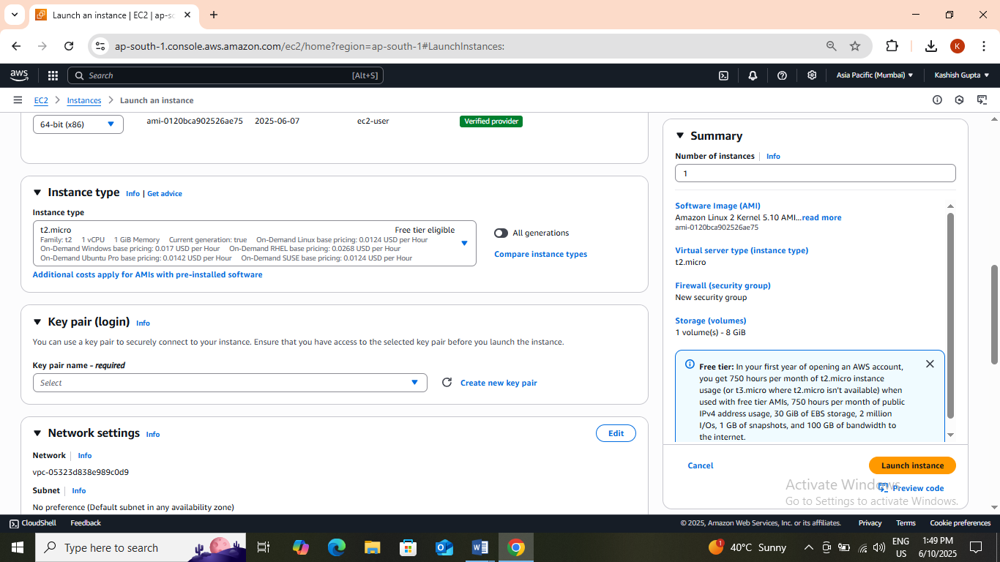 Launch an instance | EC2 | ap-so
ap-south-1.console.aws.amazon.com/ec2/home?region=ap-south-1#LaunchInstances:
K
aws
Search
[Alt+S]
Asia Pacific (Mumbai)
Kashish Gupta
EC2 > Instances > Launch an instance
64-bit (x86)
ami-0120bca902526ae75
2025-06-07
ec2-user
Verified provider
Instance type
Info | Get advice
Instance type
t2.micro
Free tier eligible
Family: t2 1 vCPU 1 GiB Memory Current generation: true On-Demand Linux base pricing: 0.0124 USD per Hour
On-Demand Windows base pricing: 0.017 USD per Hour On-Demand RHEL base pricing: 0.0268 USD per Hour
On-Demand Ubuntu Pro base pricing: 0.0142 USD per Hour On-Demand SUSE base pricing: 0.0124 USD per Hour
All generations
Compare instance types
Additional costs apply for AMIs with pre-installed software
Key pair (login)
Info
You can use a key pair to securely connect to your instance. Ensure that you have access to the selected key pair before you launch the instance.
Key pair name - required
Select
Create new key pair
Network settings
Info
Edit
Network
Info
vpc-05323d838e989c0d9
Subnet
Info
No preference (Default subnet in any availability zone)
Summary
Number of instances
Info
1
Software Image (AMI)
Amazon Linux 2 Kernel 5.10 AMI...read more
ami-0120bca902526ae75
Virtual server type (instance type)
t2.micro
Firewall (security group)
New security group
Storage (volumes)
1 volume(s) - 8 GiB
Free tier: In your first year of opening an AWS account,
you get 750 hours per month of t2.micro instance
usage (or t3.micro where t2.micro isn't available) when
used with free tier AMIs, 750 hours per month of public
IPv4 address usage, 30 GiB of EBS storage, 2 million
I/Os, 1 GB of snapshots, and 100 GB of bandwidth to
the internet.
Cancel
Launch instance
Preview code
Activate Windows
Go to Settings to activate Windows.
CloudShell
Feedback
© 2025, Amazon Web Services, Inc. or its affiliates.
Privacy
Terms
Cookie preferences
Type here to search
1
40°C Sunny
ENG
US
1:49 PM
6/10/2025